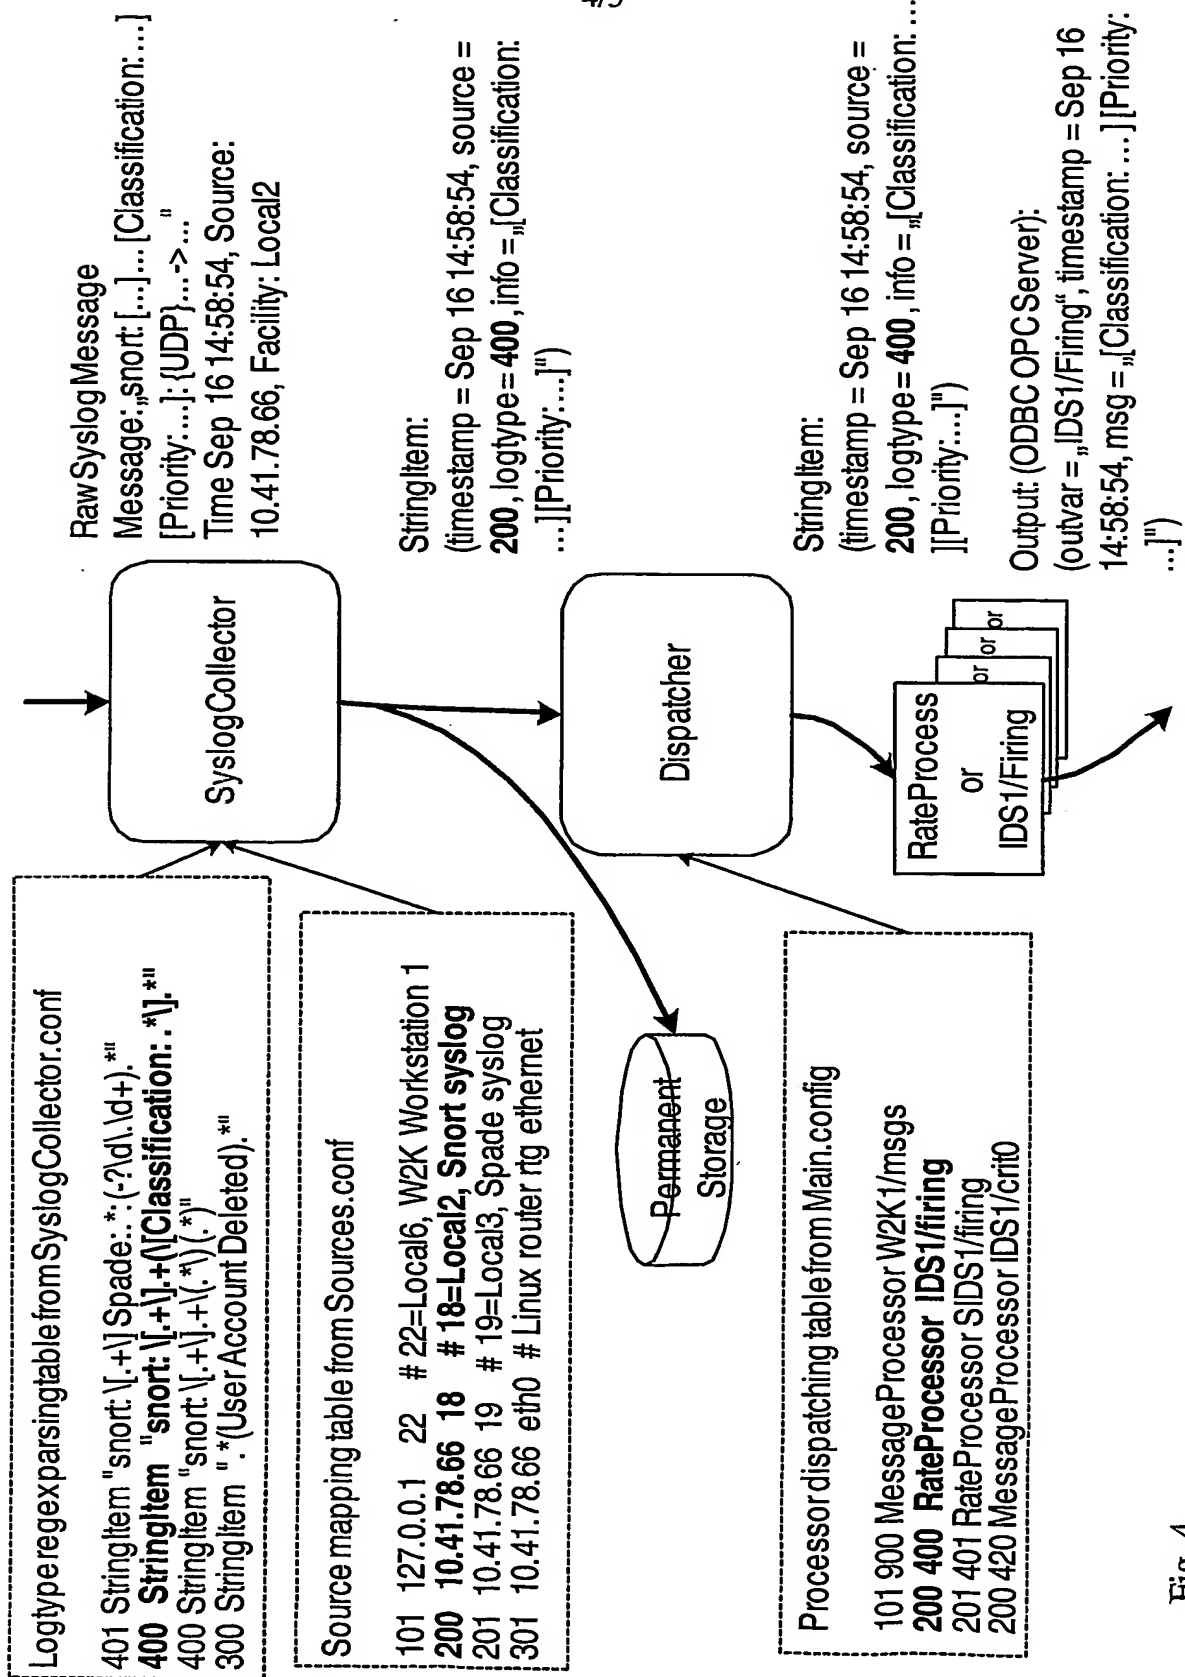 4/5
Raw Syslog Message
Message: „snort: [...]... [Classification: ...]
[Priority: ...]: {UDP}... -> ... "
Time Sep 16 14:58:54, Source:
10.41.78.66, Facility: Local2
SyslogCollector
Logtype regex parsing table from SyslogCollector.conf
401 StringItem "snort: \[.+\] Spade: .*: (-?\d\.\d+).*"
400 StringItem "snort: \[.+\].+(\[Classification: .*\].*"
400 StringItem "snort: \[.+\].+\(.*\)(.*)"
300 StringItem ".*(User Account Deleted).*"
Source mapping table from Sources.conf
101 127.0.0.1 22 # 22=Local6, W2K Workstation 1
200 10.41.78.66 18 # 18=Local2, Snort syslog
201 10.41.78.66 19 # 19=Local3, Spade syslog
301 10.41.78.66 eth0 # Linux router rtg ethernet
StringItem:
(timestamp = Sep 16 14:58:54, source =
200, logtype = 400, info = „[Classification:
...][Priority:...]")
Permanent
Storage
Dispatcher
Processor dispatching table from Main.config
101 900 MessageProcessor W2K1/msgs
200 400 RateProcessor IDS1/firing
201 401 RateProcessor SIDS1/firing
200 420 MessageProcessor IDS1/crit0
StringItem:
(timestamp = Sep 16 14:58:54, source =
200, logtype = 400, info = „[Classification: ...
][Priority:...]")
RateProcess
or
IDS1/Firing
or
or
or
Output: (ODBC OPC Server):
(outvar = „IDS1/Firing", timestamp = Sep 16
14:58:54, msg = „[Classification: ...] [Priority:
...]")
Fig. 4